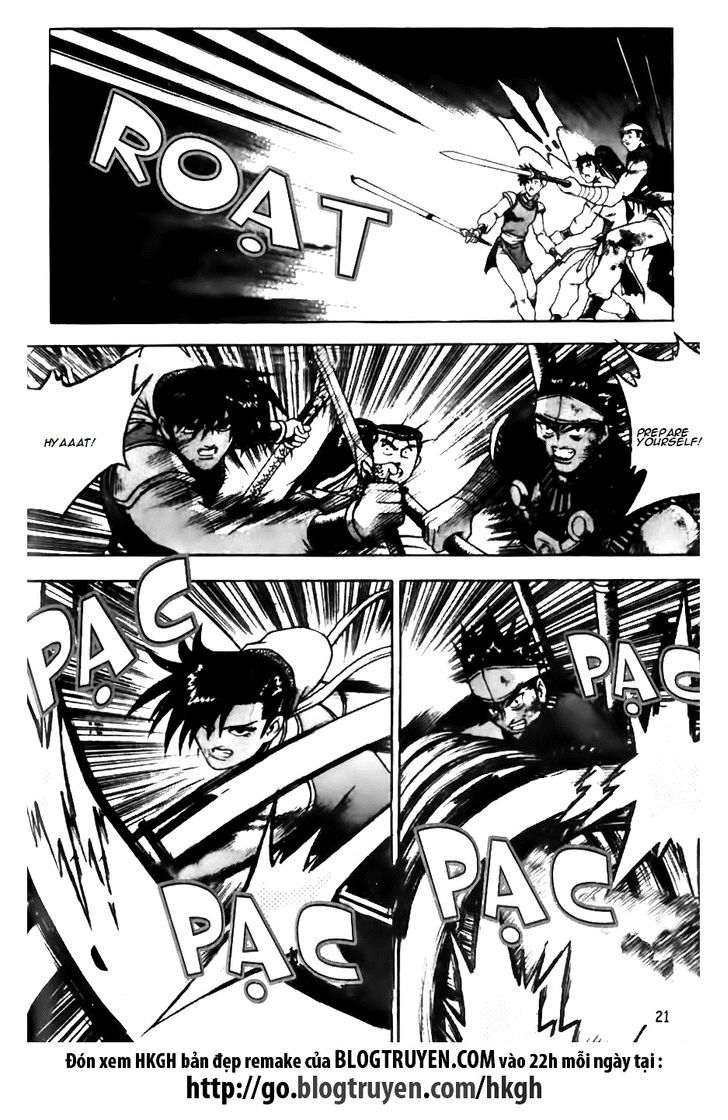 ROẠT
HYAAAT!
PREPARE
YOURSELF!
PẠC
PẠC
PẠC
PẠC
21
Đón xem HKGH bản đẹp remake của BLOGTRUYEN.COM vào 22h mỗi ngày tại :
http://go.blogtruyen.com/hkgh